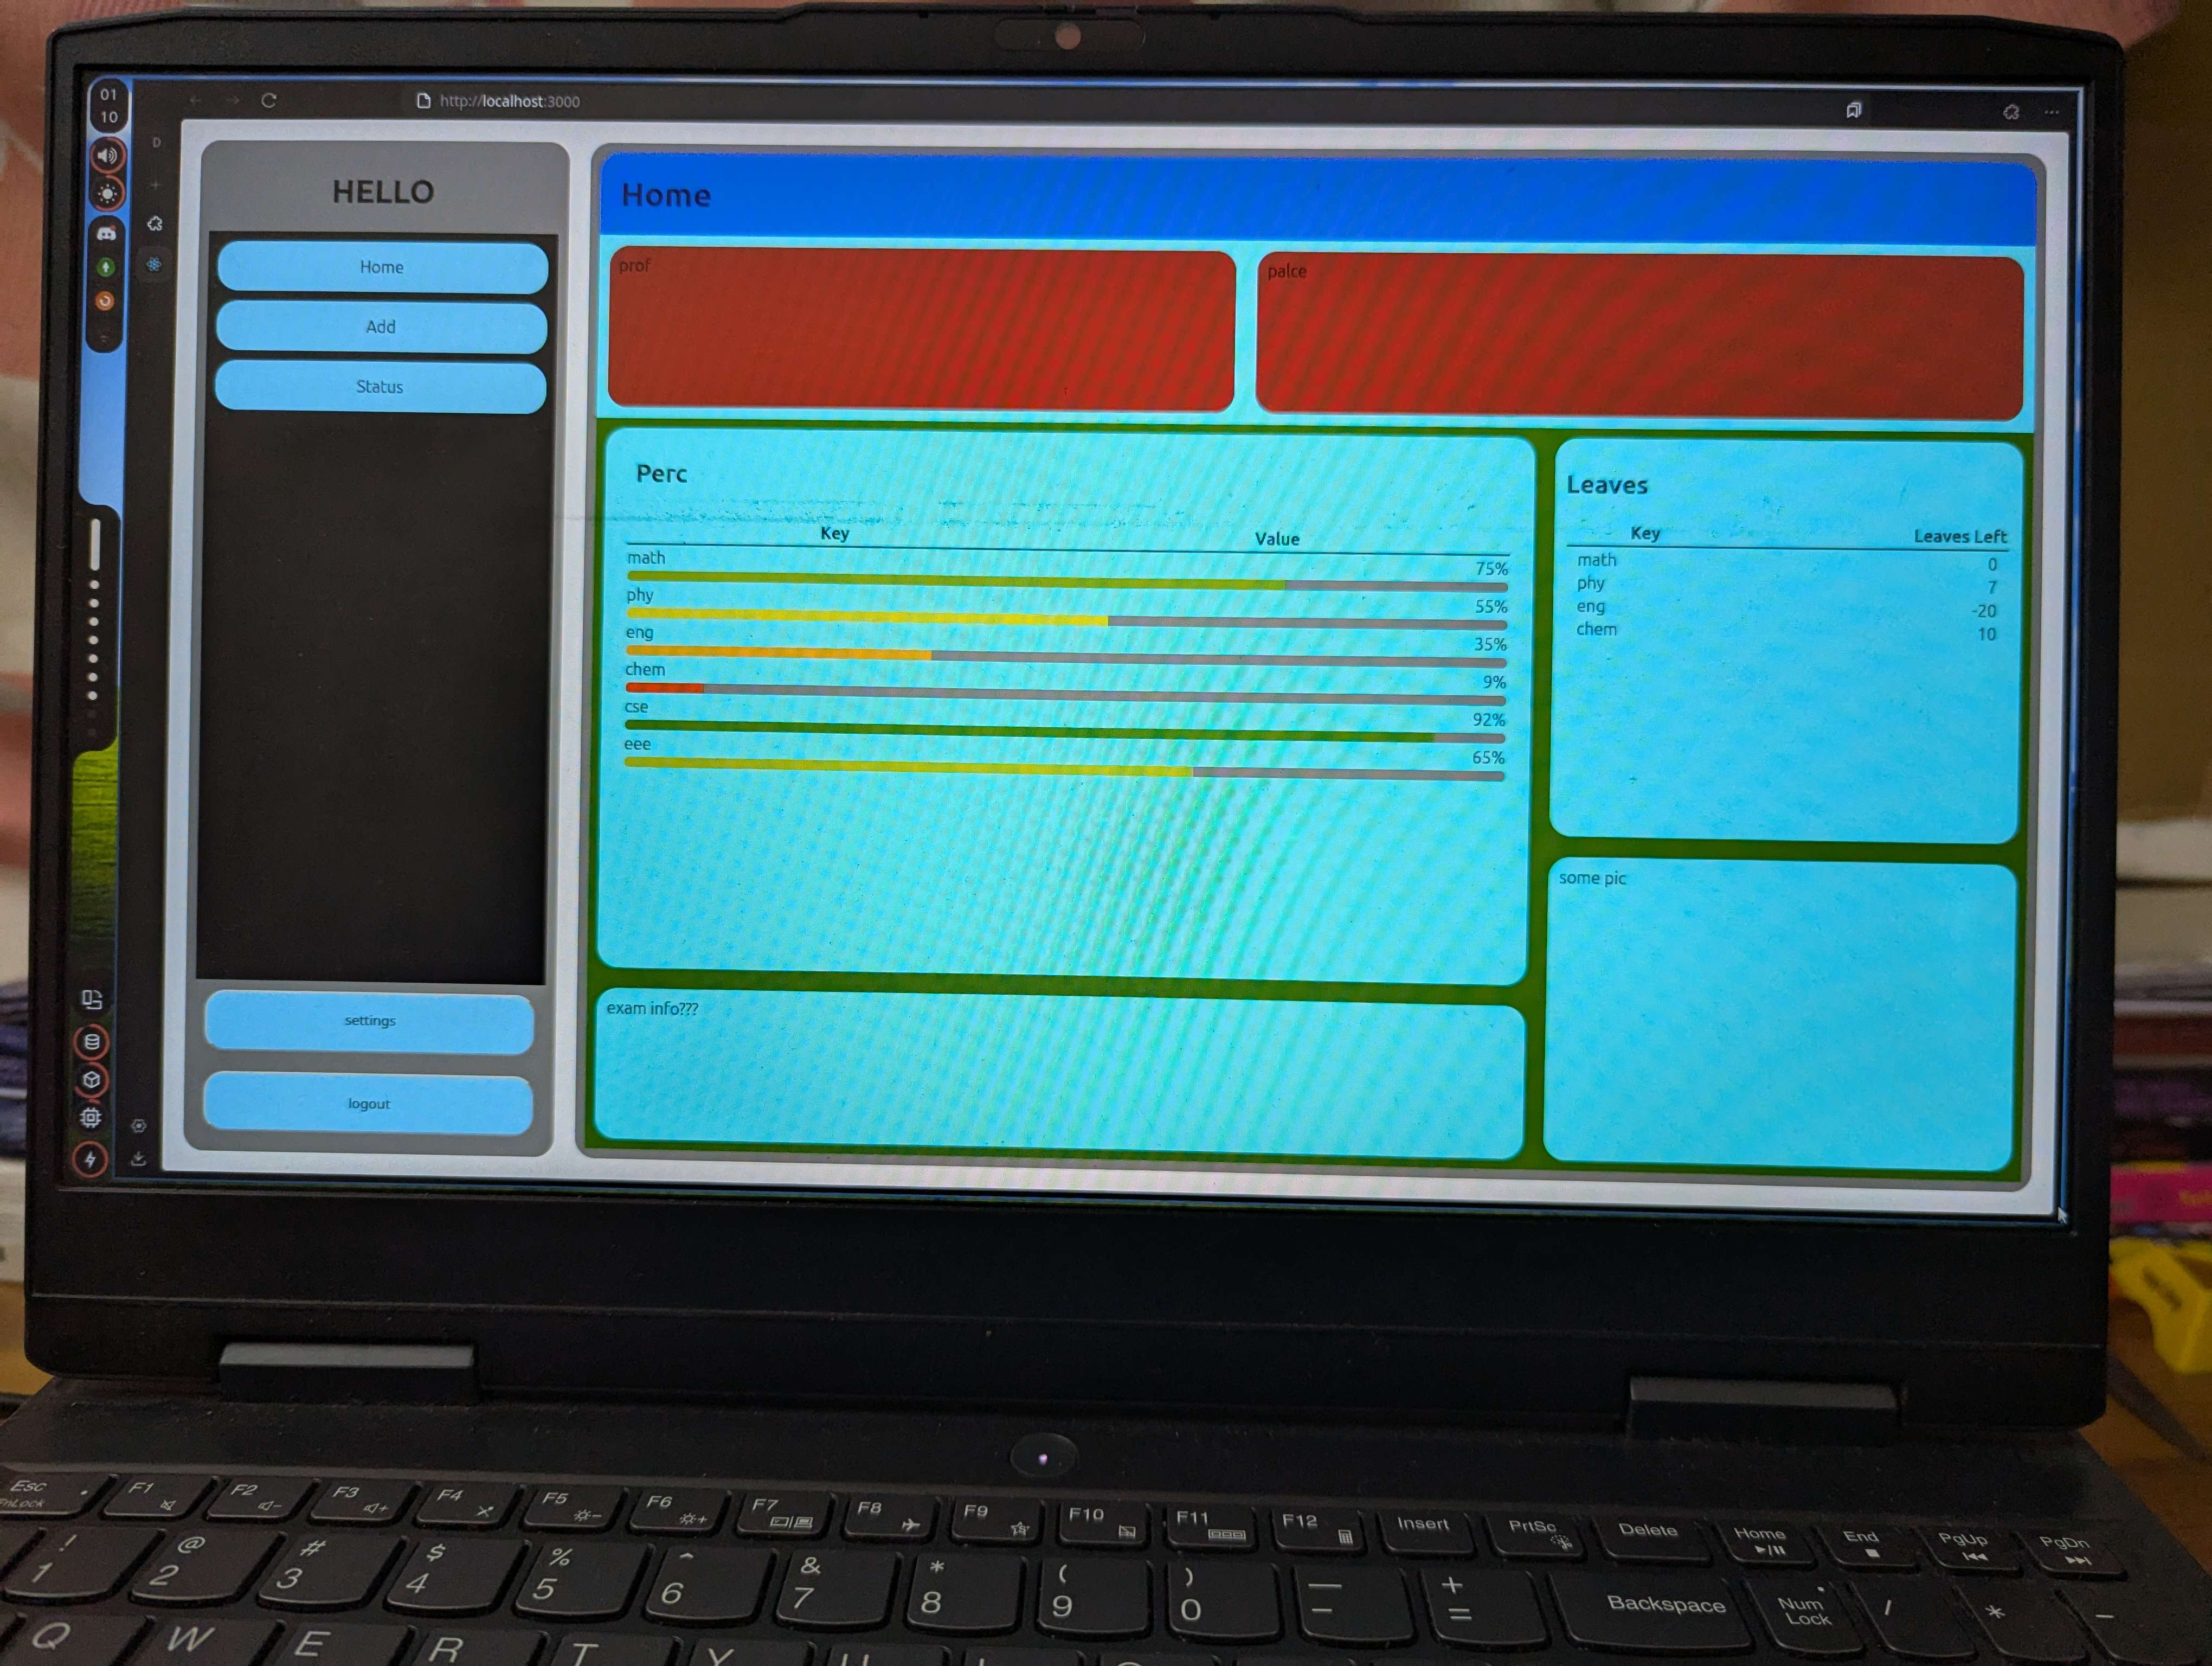 01
10
http://localhost:3000
D
HELLO
Home
Add
Status
settings
logout
Home
prof
palce
Perc
Key Value
math 75%
phy 55%
eng 35%
chem 9%
cse 92%
eee 65%
exam info???
Leaves
Key Leaves Left
math 0
phy 7
eng -20
chem 10
some pic
Esc F1 F2 F3 F4 F5 F6 F7 F8 F9 F10 F11 F12 Insert PrtSc Delete Home End PgUp PgDn
FnLock
! @ # $ % ^ & * ( ) — +
1 2 3 4 5 6 7 8 9 0 - = Backspace Num Lock / * -
Q W E R T Y U